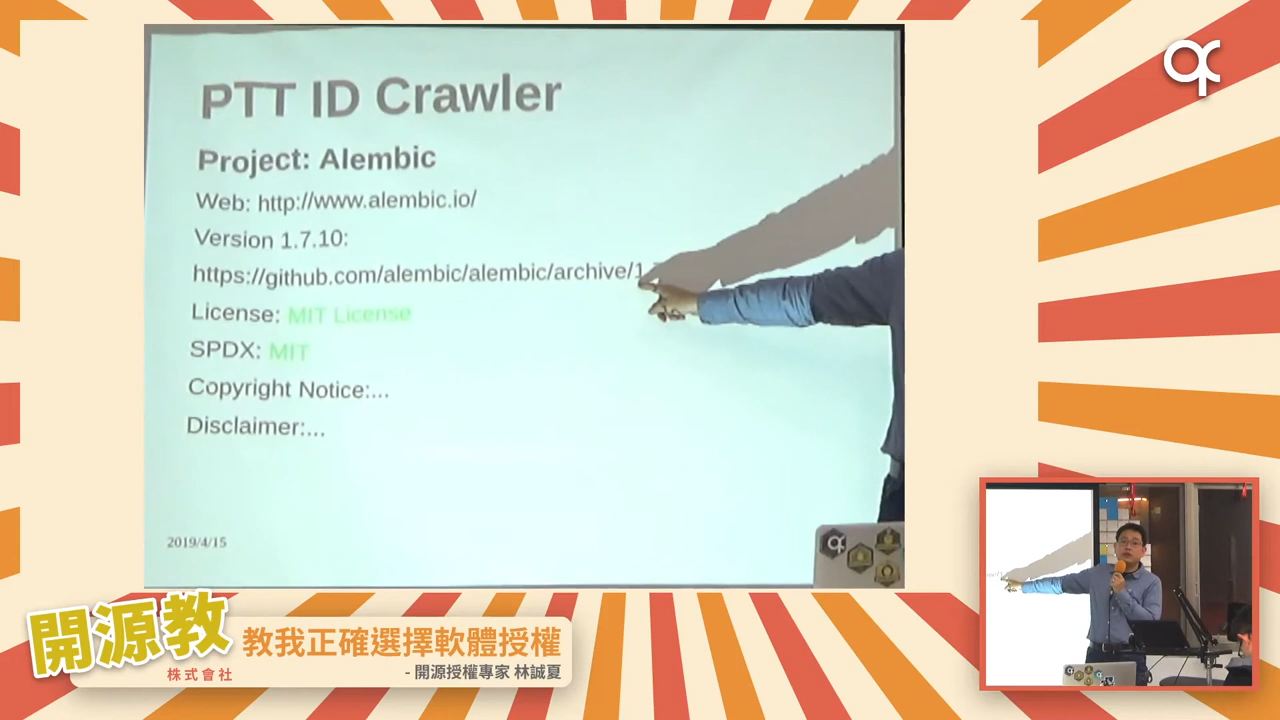 PTT ID Crawler
Project: Alembic
Web: http://www.alembic.io/
Version 1.7.10:
https://github.com/alembic/alembic/archive/1
License: MIT License
SPDX: MIT
Copyright Notice:...
Disclaimer:...
2019/4/15
開源教
株式會社
教我正確選擇軟體授權
- 開源授權專家 林誠夏